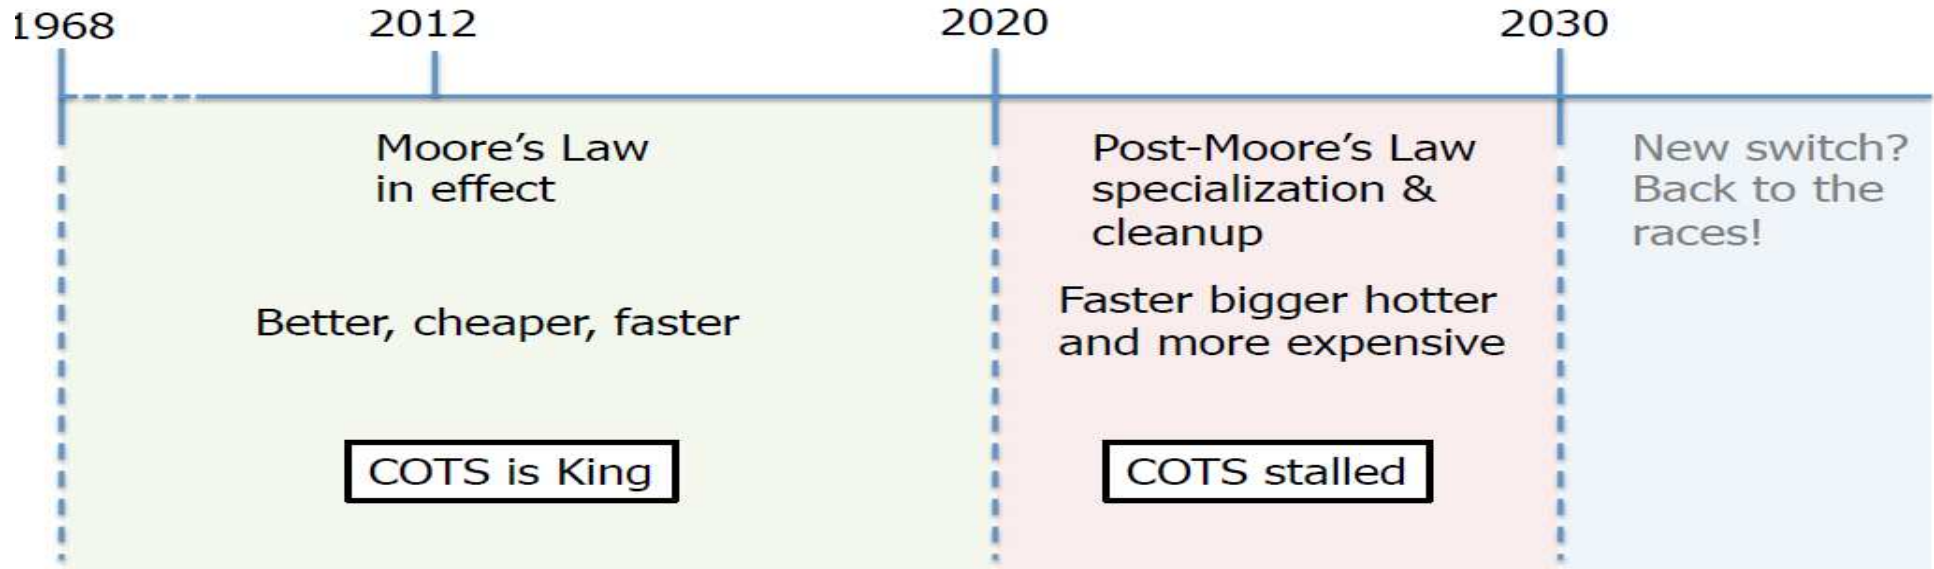 1968
2012
2020
2030
Moore's Law
in effect
Better, cheaper, faster
COTS is King
Post-Moore's Law
specialization &
cleanup
Faster bigger hotter
and more expensive
COTS stalled
New switch?
Back to the
races!